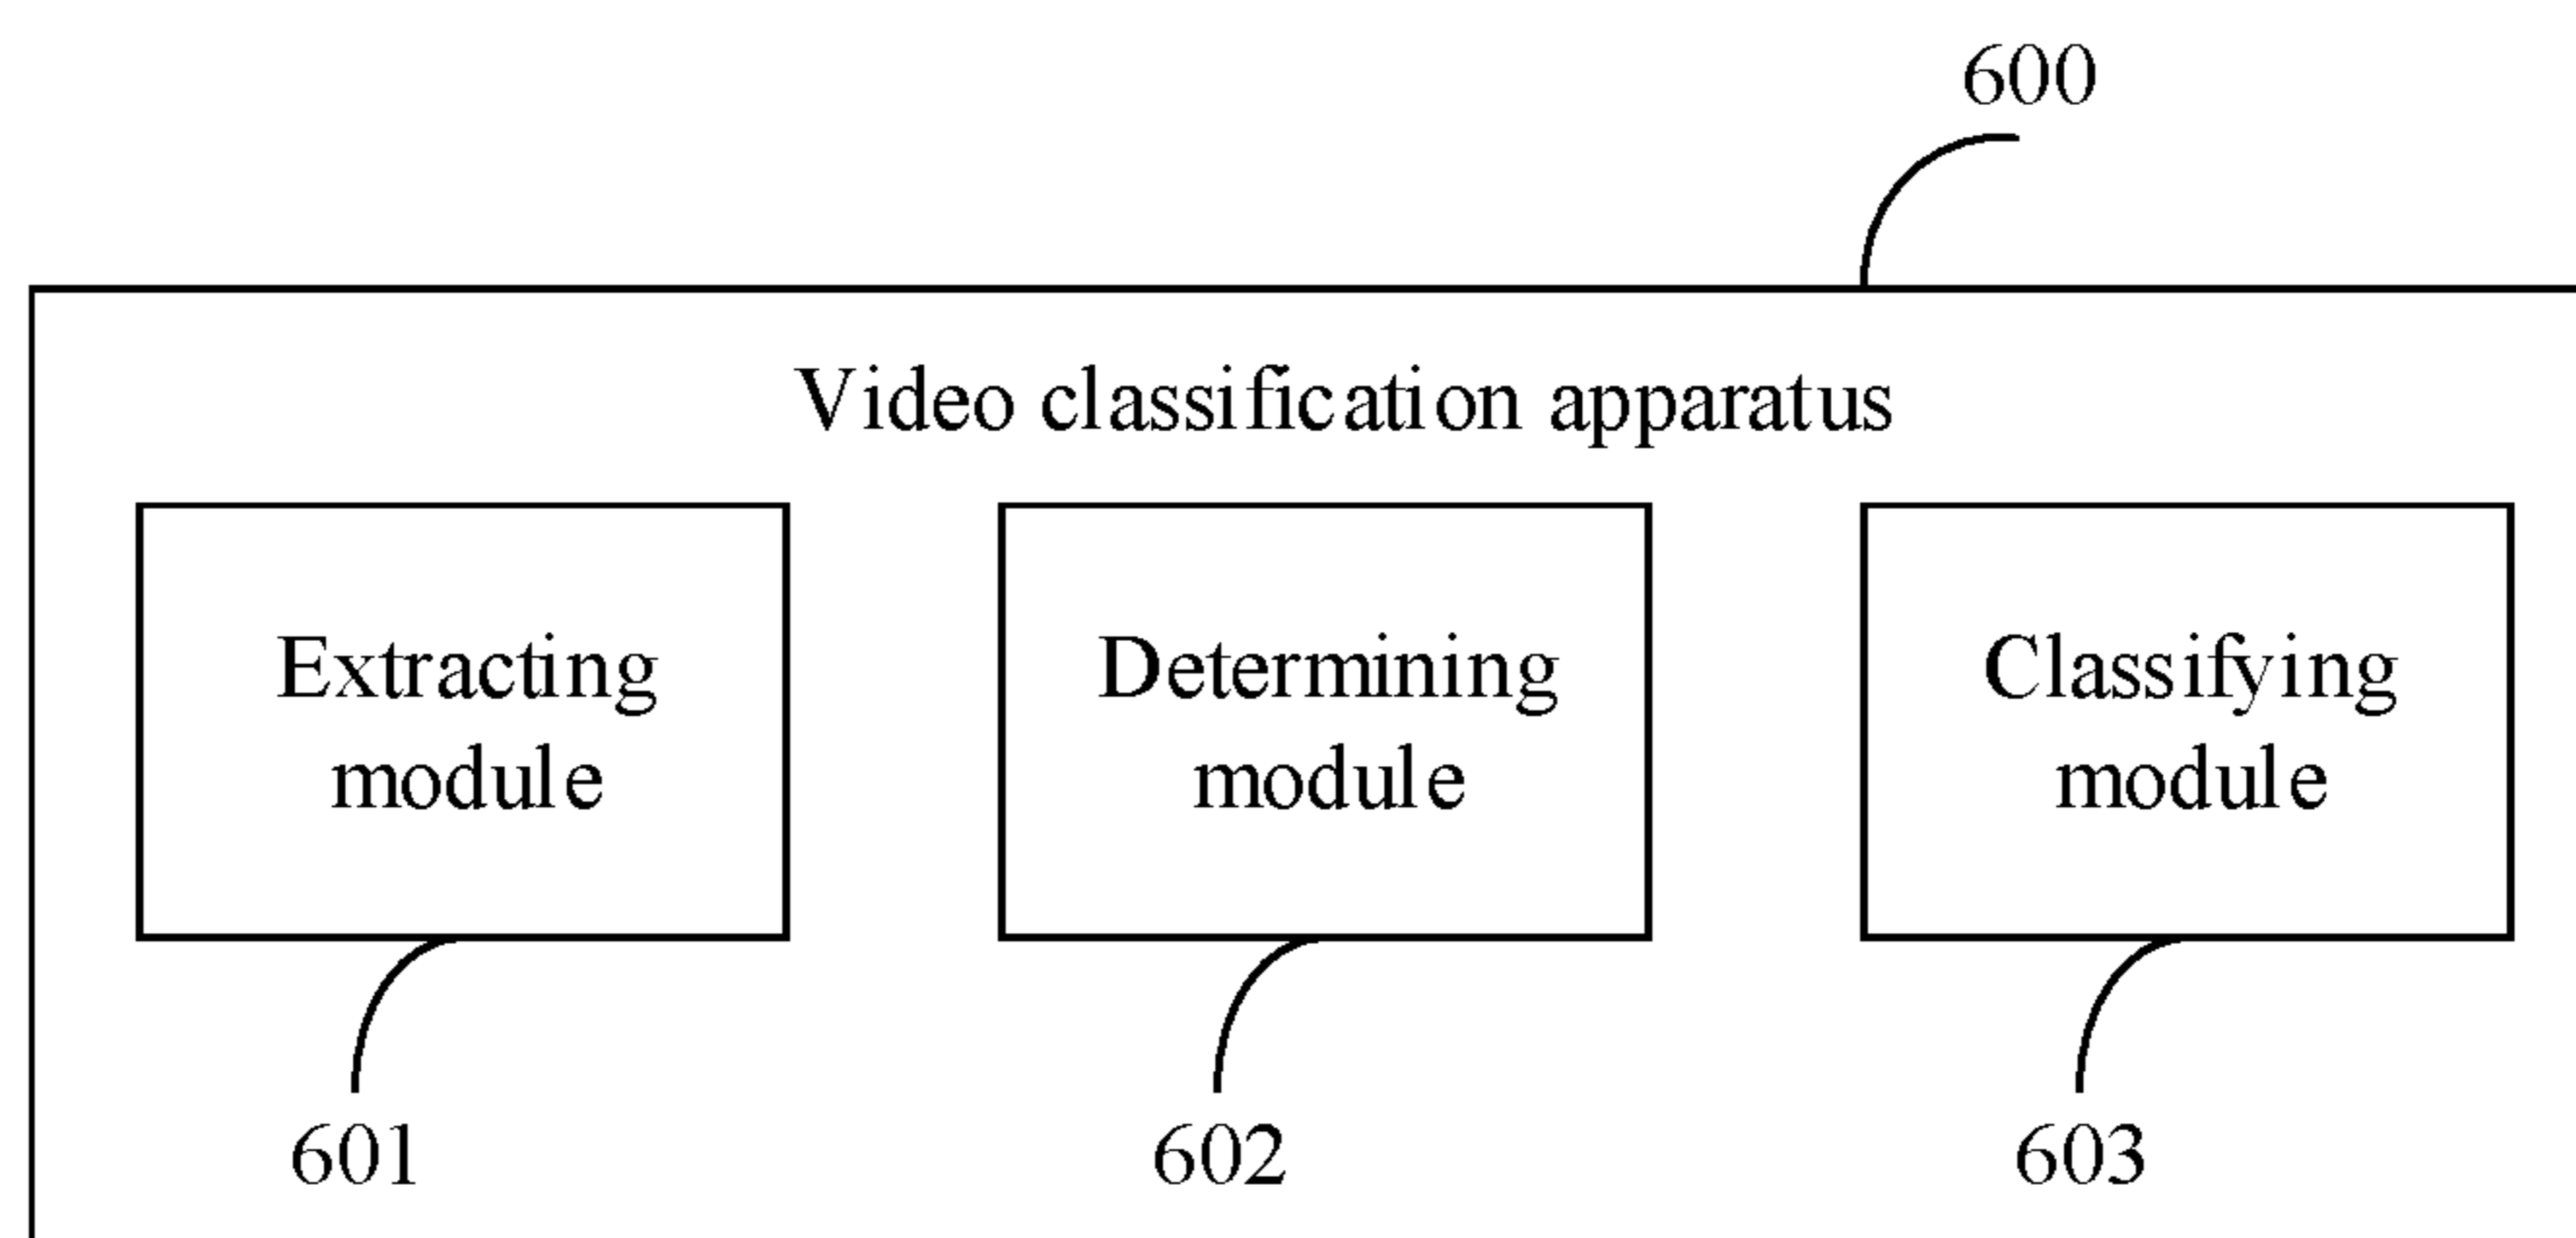 600
Video classification apparatus
Extracting
module
Determining
module
Classifying
module
601
602
603